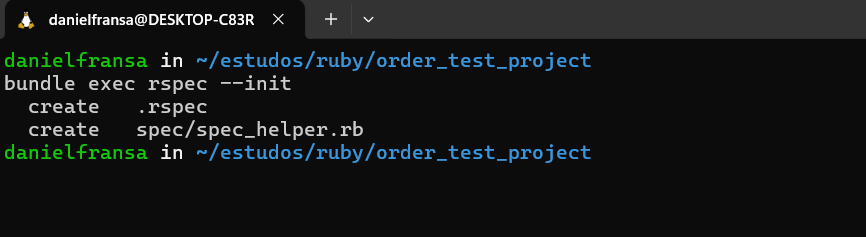 danielfransa@DESKTOP-C83R
danielfransa in ~/estudos/ruby/order_test_project
bundle exec rspec --init
  create   .rspec
  create   spec/spec_helper.rb
danielfransa in ~/estudos/ruby/order_test_project